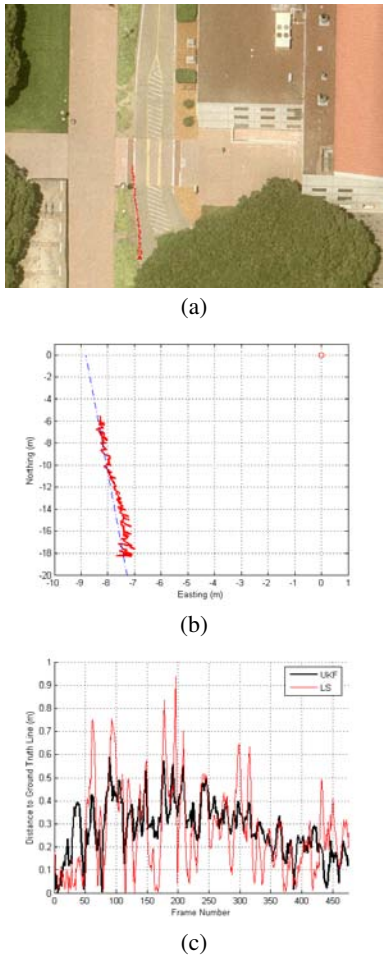 (a)
0
-2
-4
-6
-8
-10
-12
-14
-16
-18
-20
Northing (m)
-10 -9 -8 -7 -6 -5 -4 -3 -2 -1 0 1
Easting (m)
(b)
1
0.9
0.8
0.7
0.6
0.5
0.4
0.3
0.2
0.1
0
Distance to Ground Truth Line (m)
UKF
LS
0 50 100 150 200 250 300 350 400 450
Frame Number
(c)